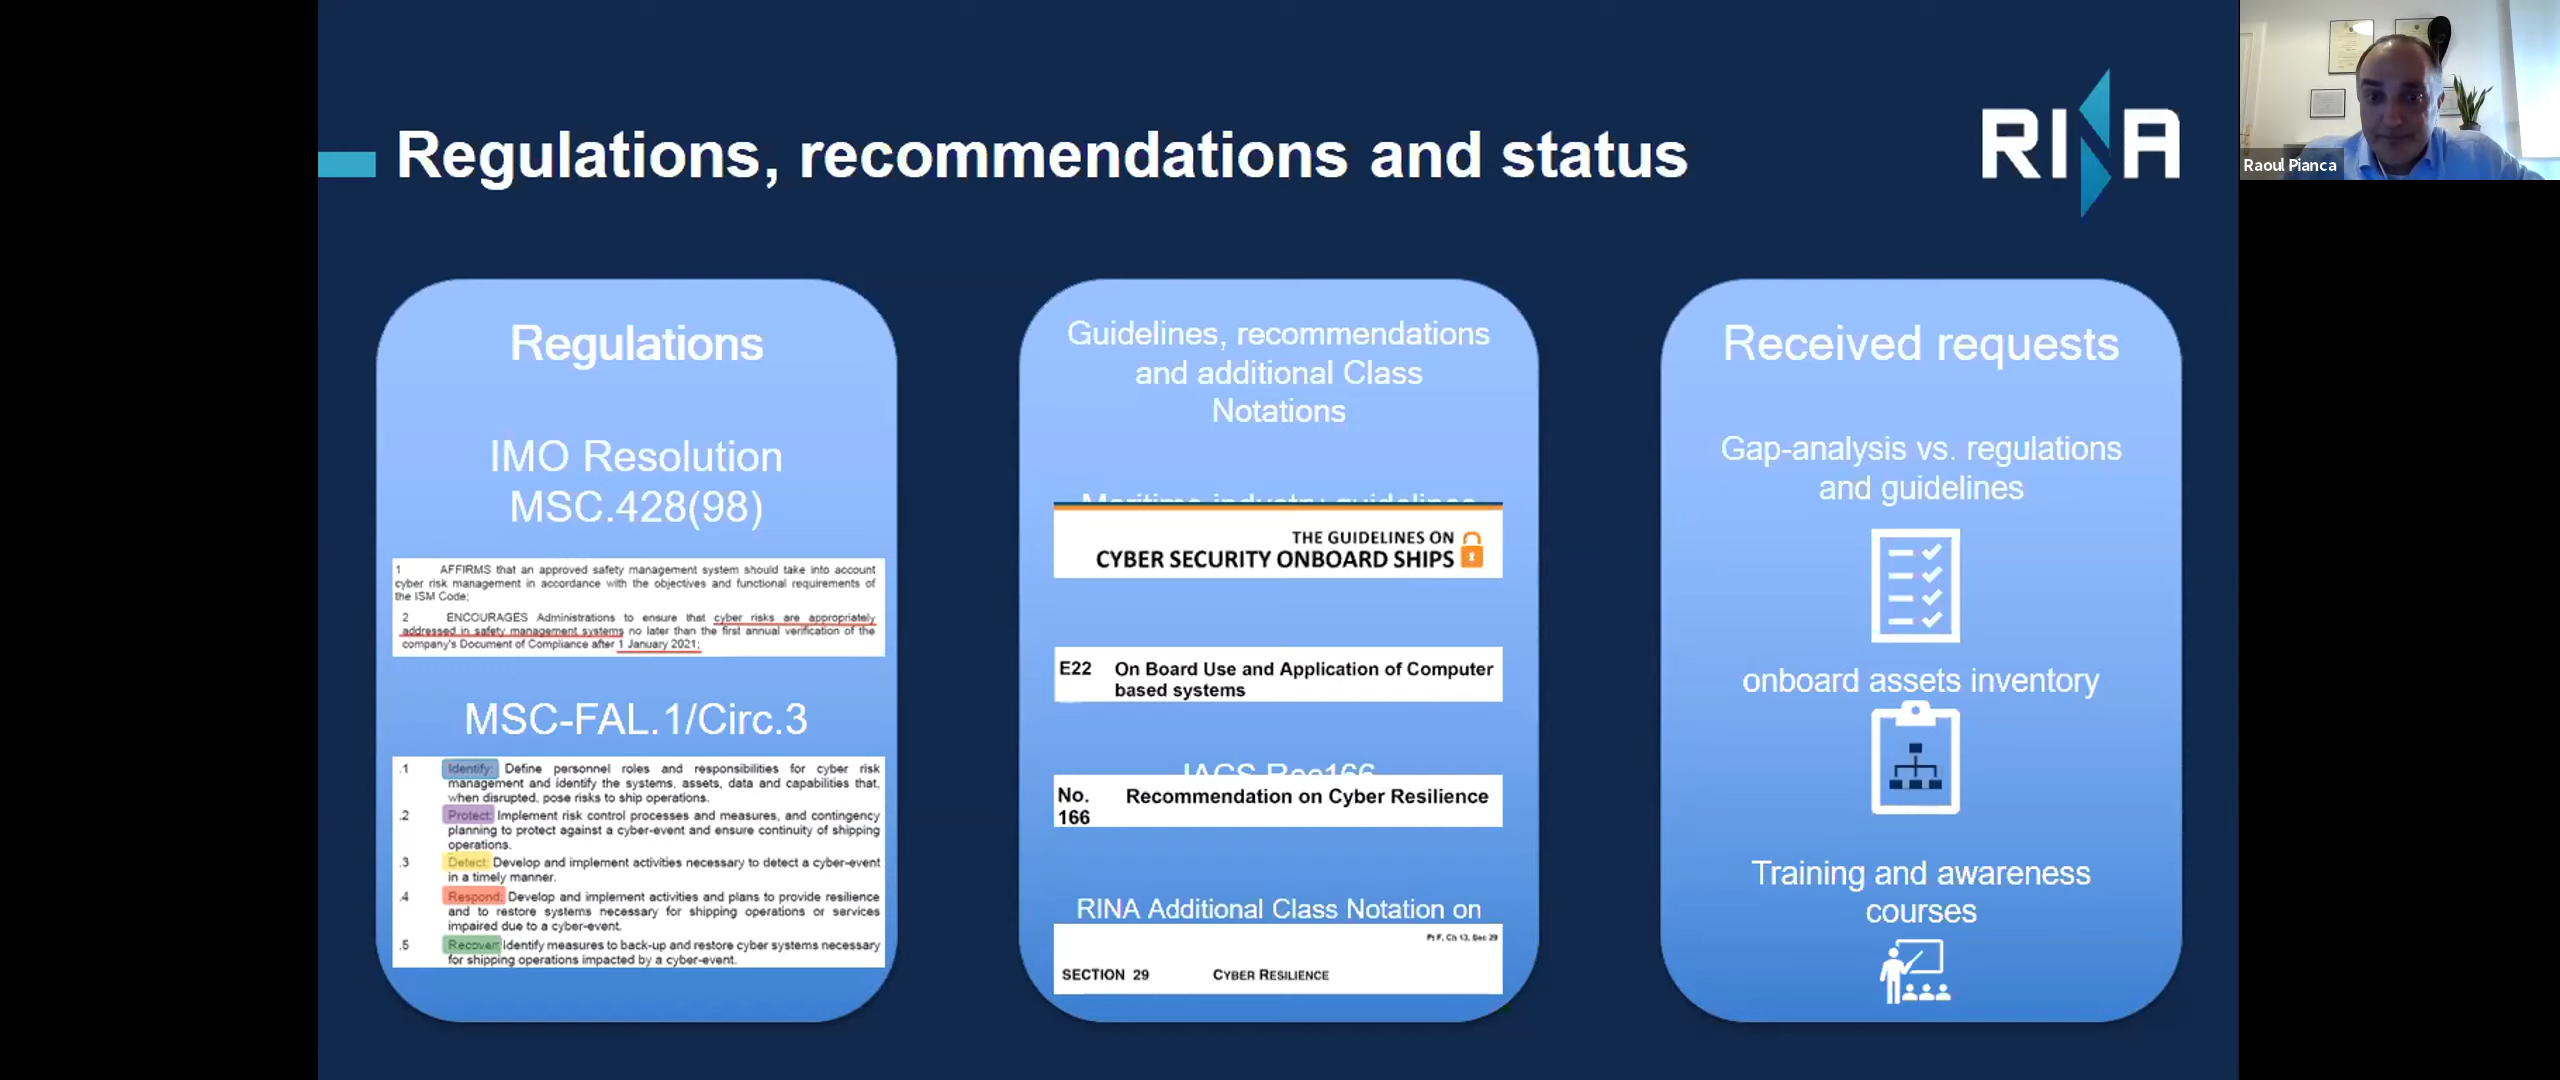 Regulations, recommendations and status
RINA
Raoul Pianca
Regulations
IMO Resolution
MSC.428(98)
1 AFFIRMS that an approved safety management system should take into account
cyber risk management in accordance with the objectives and functional requirements of
the ISM Code;
2 ENCOURAGES Administrations to ensure that cyber risks are appropriately
addressed in safety management systems no later than the first annual verification of the
company's Document of Compliance after 1 January 2021;
MSC-FAL.1/Circ.3
.1 Identify: Define personnel roles and responsibilities for cyber risk
management and identify the systems, assets, data and capabilities that,
when disrupted, pose risks to ship operations.
.2 Protect: Implement risk control processes and measures, and contingency
planning to protect against a cyber-event and ensure continuity of shipping
operations.
.3 Detect: Develop and implement activities necessary to detect a cyber-event
in a timely manner.
.4 Respond: Develop and implement activities and plans to provide resilience
and to restore systems necessary for shipping operations or services
impaired due to a cyber-event.
.5 Recover: Identify measures to back-up and restore cyber systems necessary
for shipping operations impacted by a cyber-event.
Guidelines, recommendations
and additional Class
Notations
Maritime industry guidelines
THE GUIDELINES ON
CYBER SECURITY ONBOARD SHIPS
E22 On Board Use and Application of Computer
based systems
IACS Rec166
No. Recommendation on Cyber Resilience
166
RINA Additional Class Notation on
Pt F, Ch 13, Sec 29
SECTION 29 CYBER RESILIENCE
Received requests
Gap-analysis vs. regulations
and guidelines
onboard assets inventory
Training and awareness
courses